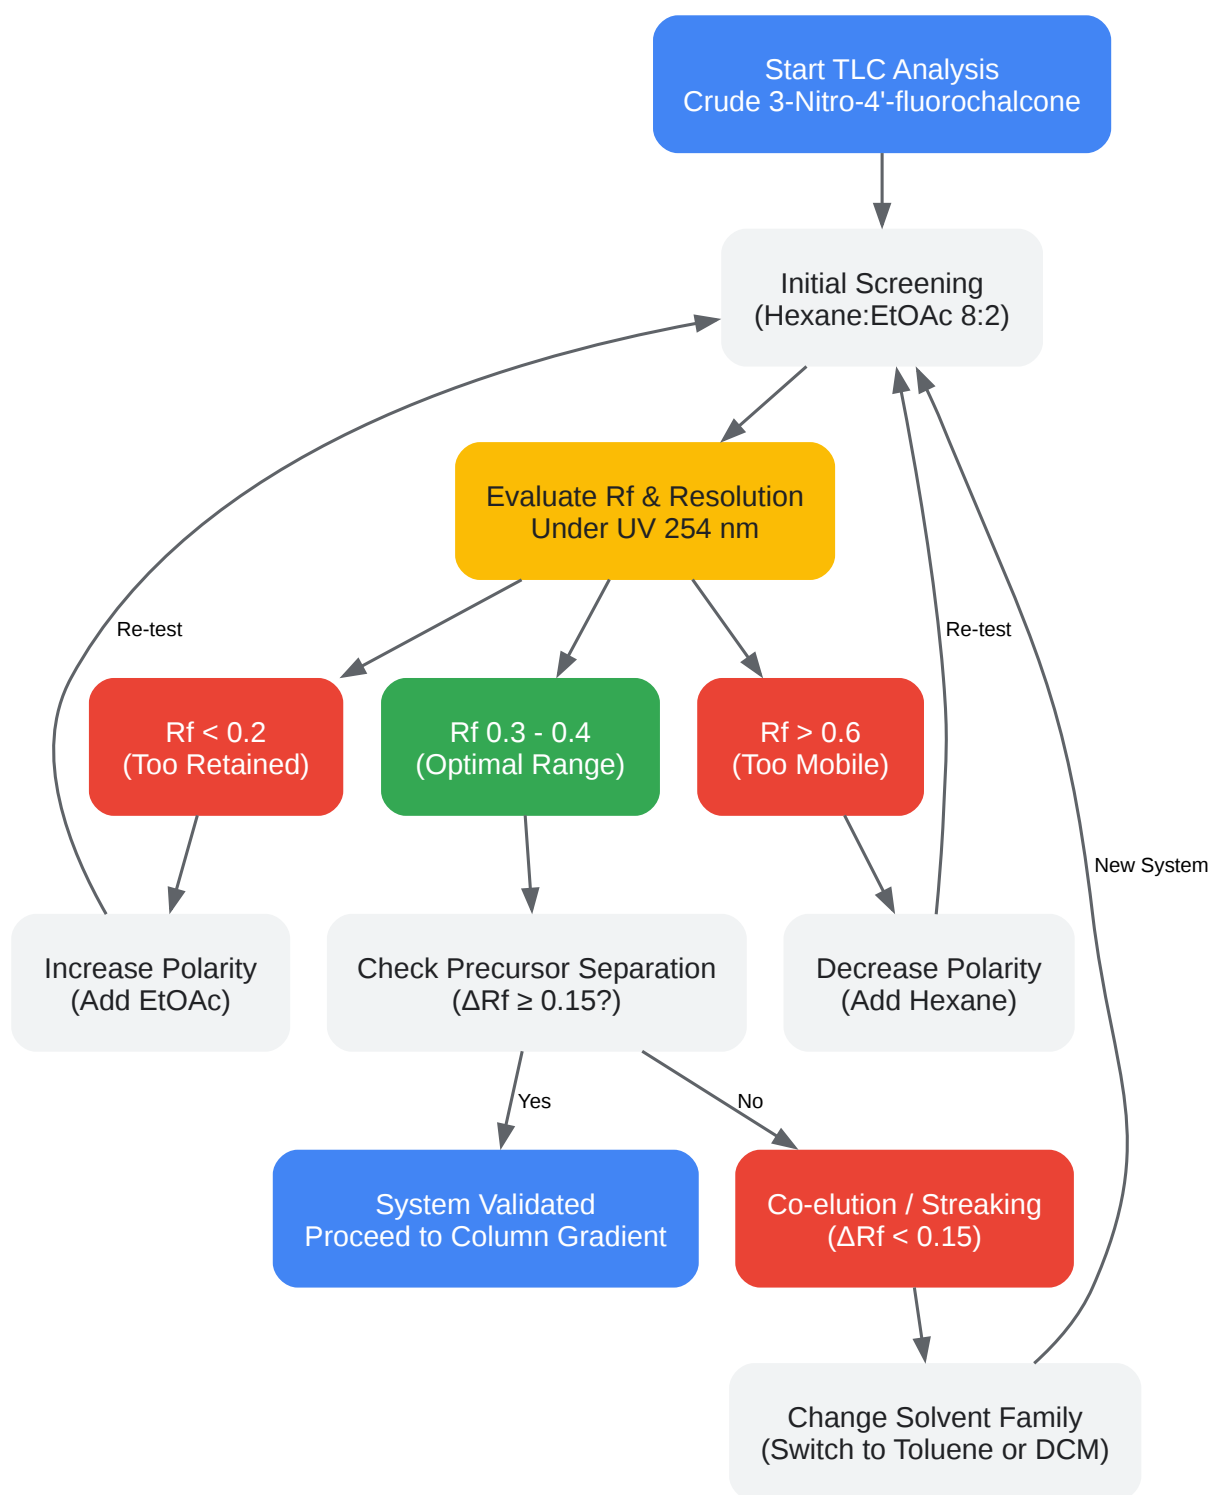 Start TLC Analysis
Crude 3-Nitro-4'-fluorochalcone
Initial Screening
(Hexane:EtOAc 8:2)
Evaluate Rf & Resolution
Under UV 254 nm
Re-test
Re-test
Rf < 0.2
(Too Retained)
Rf 0.3 - 0.4
(Optimal Range)
Rf > 0.6
(Too Mobile)
New System
Increase Polarity
(Add EtOAc)
Check Precursor Separation
(ΔRf ≥ 0.15?)
Decrease Polarity
(Add Hexane)
Yes
No
System Validated
Proceed to Column Gradient
Co-elution / Streaking
(ΔRf < 0.15)
Change Solvent Family
(Switch to Toluene or DCM)